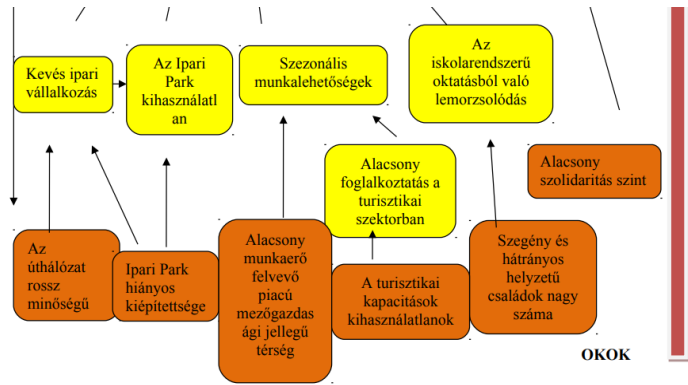 Kevés ipari
vállalkozás
Az Ipari
Park
kihasználatl
an
Szezonális
munkalehetőségek
Az
iskolarendszerű
oktatásból való
lemorzsolódás
Alacsony
foglalkoztatás a
turisztikai
szektorban
Alacsony
szolidaritás szint
Az
úthálózat
rossz
minőségű
Ipari Park
hiányos
kiépítettsége
Alacsony
munkaerő
felvevő
piacú
mezőgazdas
ági jellegű
térség
A turisztikai
kapacitások
kihasználatlanok
Szegény és
hátrányos
helyzetű
családok nagy
száma
OKOK